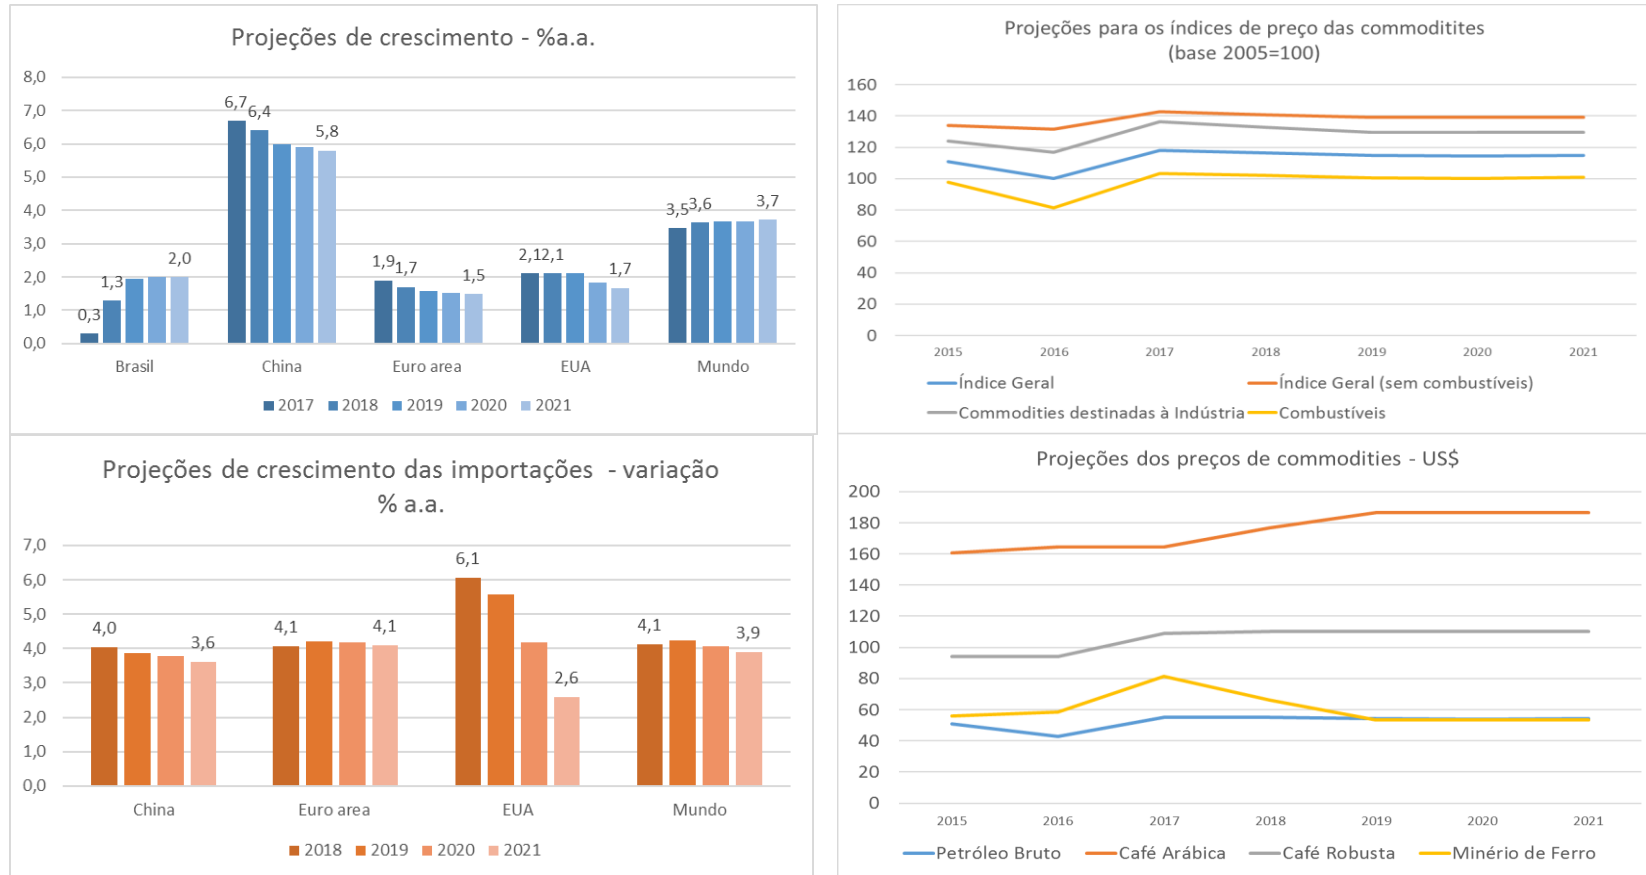 Projeções de crescimento - %a.a.
8,0
7,0
6,0
5,0
4,0
3,0
2,0
1,0
0,0
0,3
1,3
2,0
6,7
6,4
5,8
1,9
1,7
1,5
2,1
2,1
1,7
3,5
3,6
3,7
Brasil
China
Euro area
EUA
Mundo
2017 2018 2019 2020 2021
Projeções para os índices de preço das commoditites
(base 2005=100)
160
140
120
100
80
60
40
20
0
2015 2016 2017 2018 2019 2020 2021
Índice Geral
Índice Geral (sem combustíveis)
Commodities destinadas à Indústria
Combustíveis
Projeções de crescimento das importações - variação
% a.a.
7,0
6,0
5,0
4,0
3,0
2,0
1,0
0,0
4,0
3,6
4,1
4,1
6,1
2,6
4,1
3,9
China
Euro area
EUA
Mundo
2018 2019 2020 2021
Projeções dos preços de commodities - US$
200
180
160
140
120
100
80
60
40
20
0
2015 2016 2017 2018 2019 2020 2021
Petróleo Bruto
Café Arábica
Café Robusta
Minério de Ferro